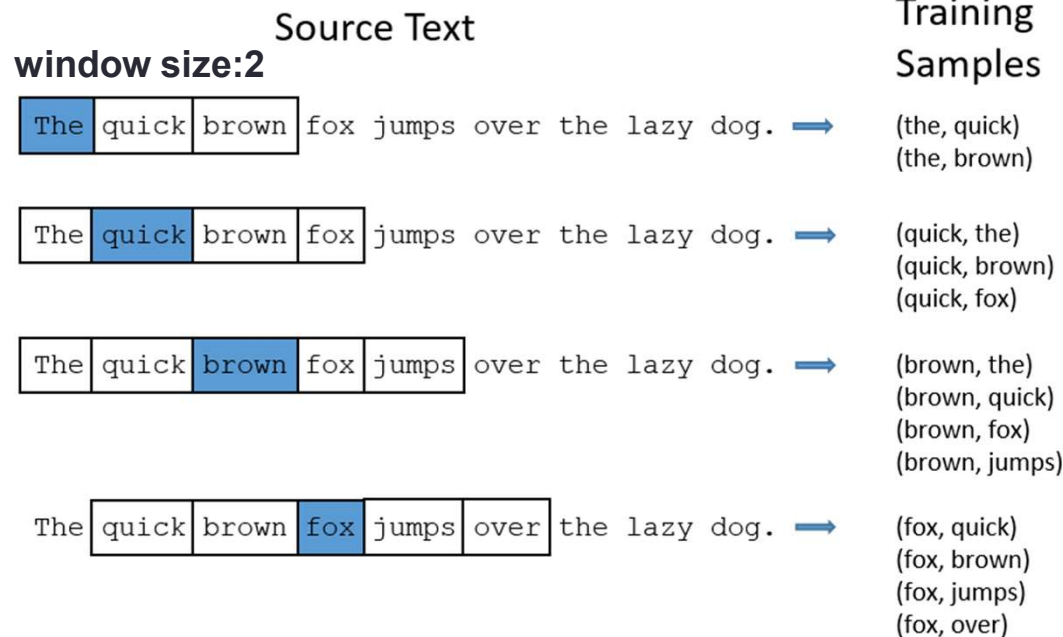 Source Text
Training
Samples
window size:2
The quick brown fox jumps over the lazy dog.
(the, quick)
(the, brown)
The quick brown fox jumps over the lazy dog.
(quick, the)
(quick, brown)
(quick, fox)
The quick brown fox jumps over the lazy dog.
(brown, the)
(brown, quick)
(brown, fox)
(brown, jumps)
The quick brown fox jumps over the lazy dog.
(fox, quick)
(fox, brown)
(fox, jumps)
(fox, over)